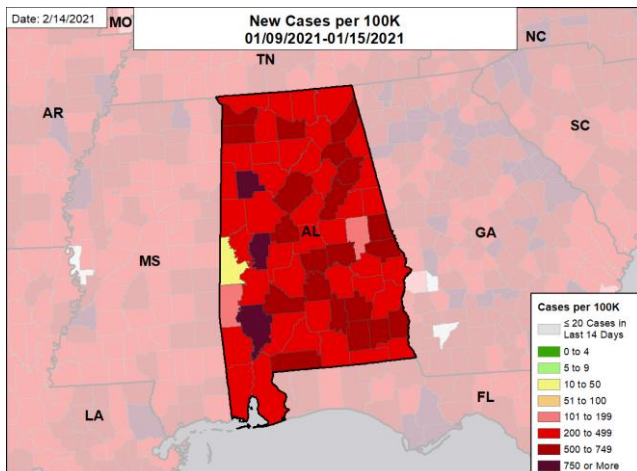 Date: 2/14/2021
New Cases per 100K
01/09/2021-01/15/2021
MO
NC
TN
AR
SC
AL
MS
GA
LA
FL
Cases per 100K
≤ 20 Cases in
Last 14 Days
0 to 4
5 to 9
10 to 50
51 to 100
101 to 199
200 to 499
500 to 749
750 or More